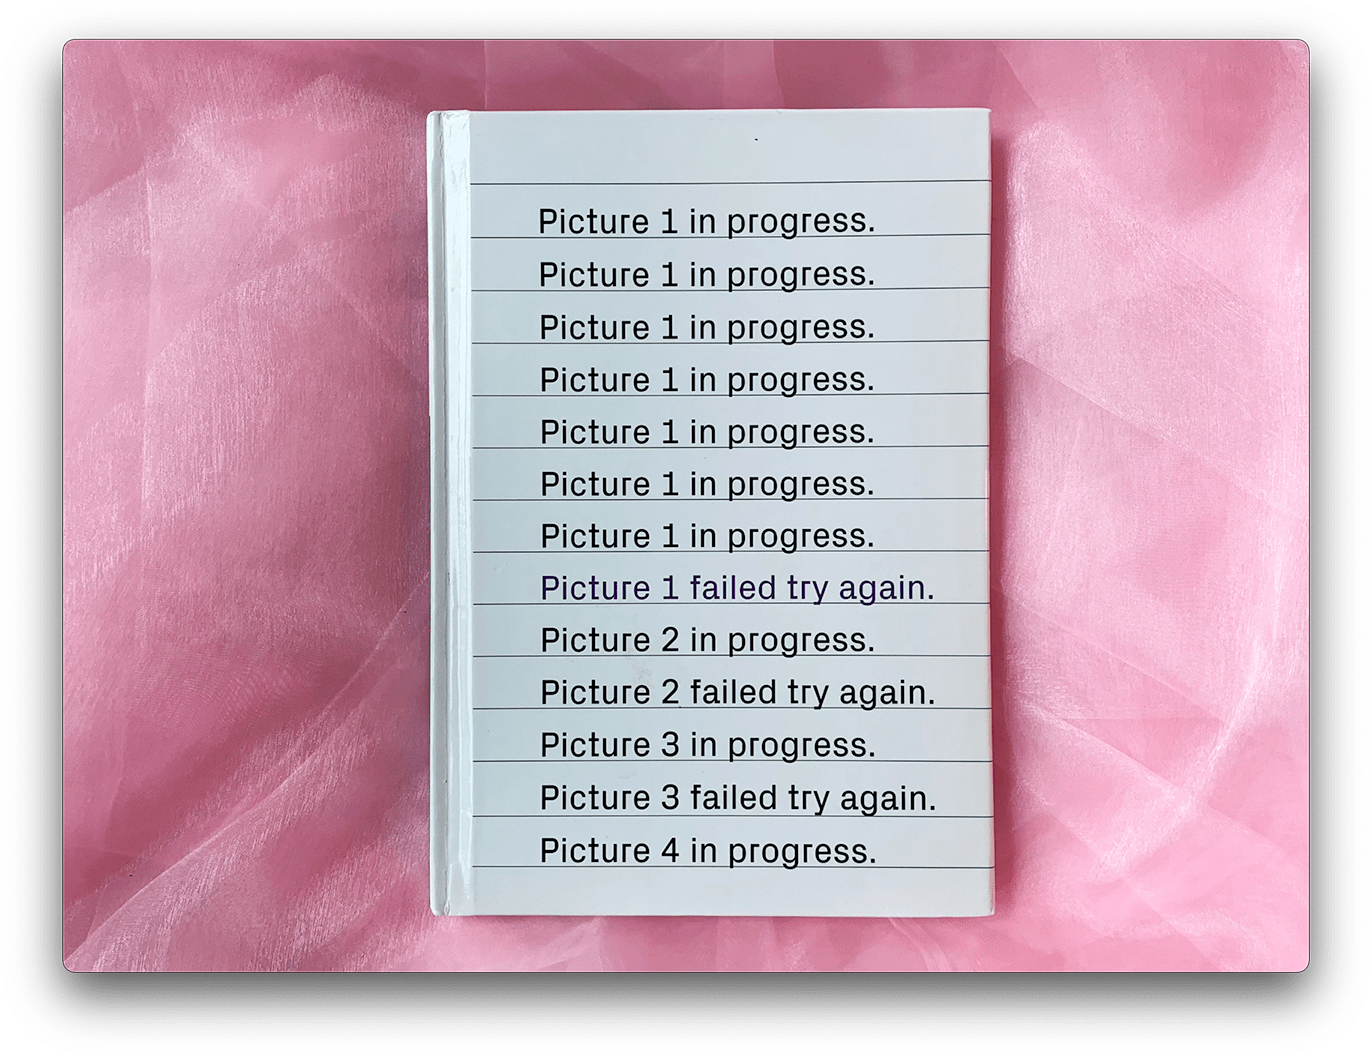 Picture 1 in progress.
Picture 1 in progress.
Picture 1 in progress.
Picture 1 in progress.
Picture 1 in progress.
Picture 1 in progress.
Picture 1 in progress.
Picture 1 failed try again.
Picture 2 in progress.
Picture 2 failed try again.
Picture 3 in progress.
Picture 3 failed try again.
Picture 4 in progress.